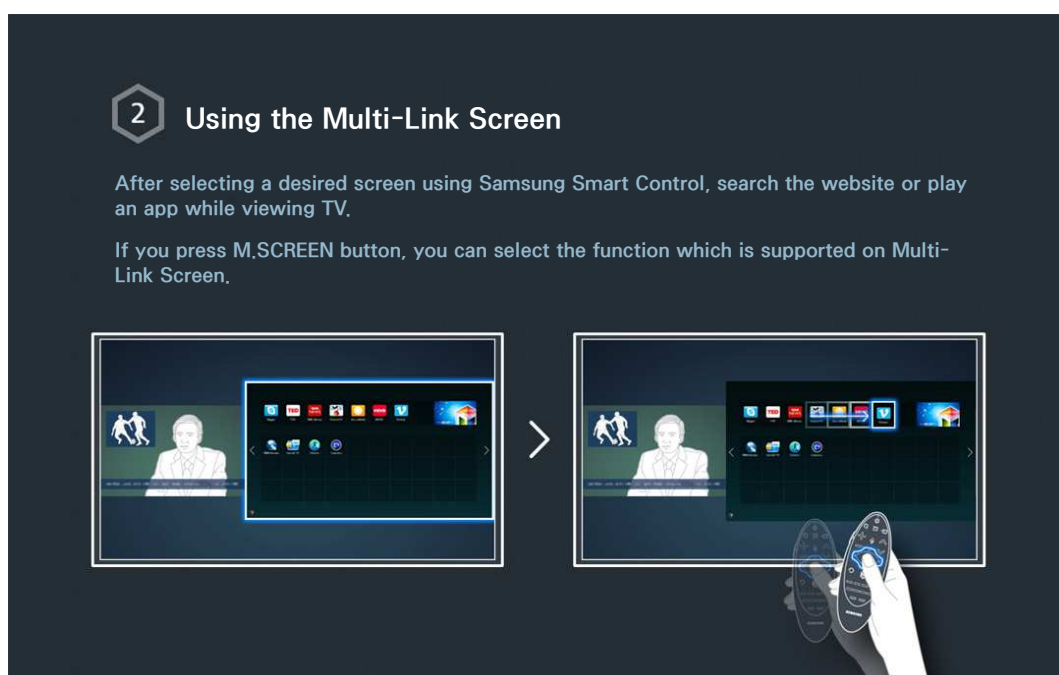 2
Using the Multi-Link Screen
After selecting a desired screen using Samsung Smart Control, search the website or play
an app while viewing TV.
If you press M.SCREEN button, you can select the function which is supported on Multi-
Link Screen.
TED
TED
SAMSUNG